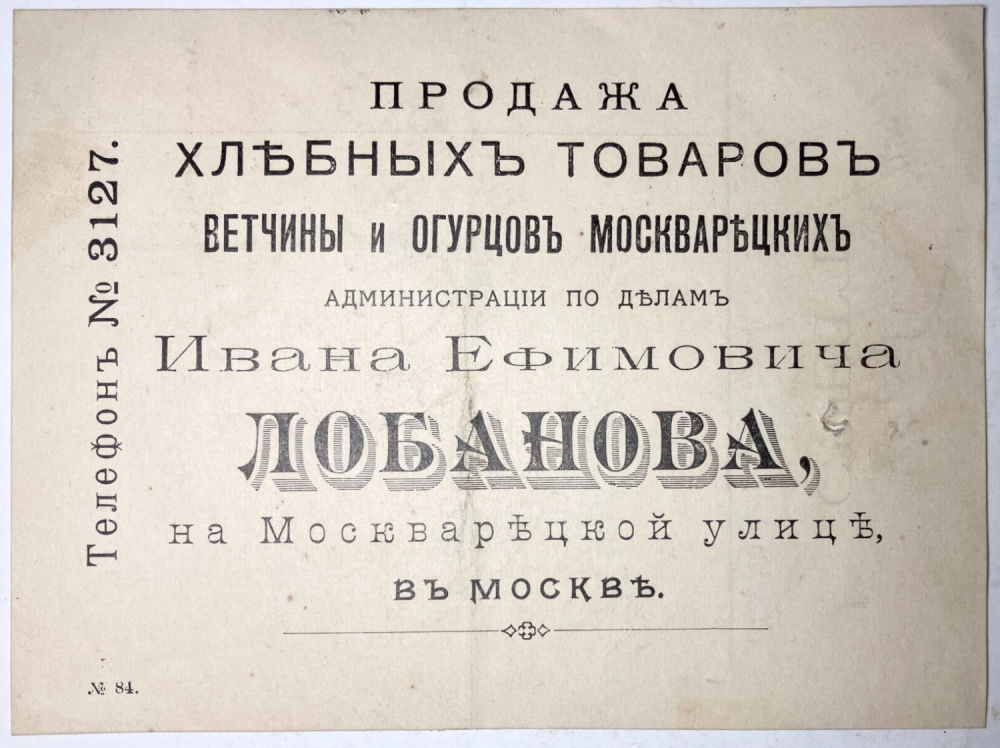 ПРОДАЖА
ХЛѢБНЫХЪ ТОВАРОВЪ
ВЕТЧИНЫ и ОГУРЦОВЪ МОСКВАРѢЦКИХЪ
АДМИНИСТРАЦІИ ПО ДѢЛАМЪ
Ивана Ефимовича
ЛОБАНОВА,
на Москварѣцкой улицѣ,
въ МОСКВѢ.
Телефонъ № 3127.
№ 84.